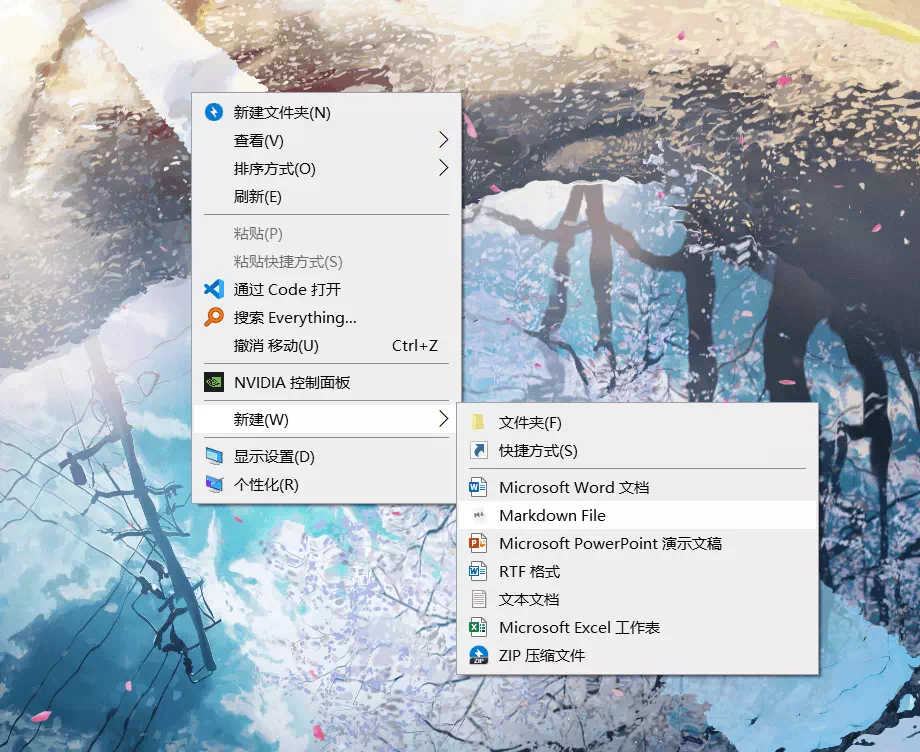 新建文件夹(N)
查看(V)
排序方式(O)
刷新(E)
粘贴(P)
粘贴快捷方式(S)
通过 Code 打开
搜索 Everything...
撤消 移动(U) Ctrl+Z
NVIDIA 控制面板
新建(W)
显示设置(D)
个性化(R)
文件夹(F)
快捷方式(S)
Microsoft Word 文档
Markdown File
Microsoft PowerPoint 演示文稿
RTF 格式
文本文档
Microsoft Excel 工作表
ZIP 压缩文件